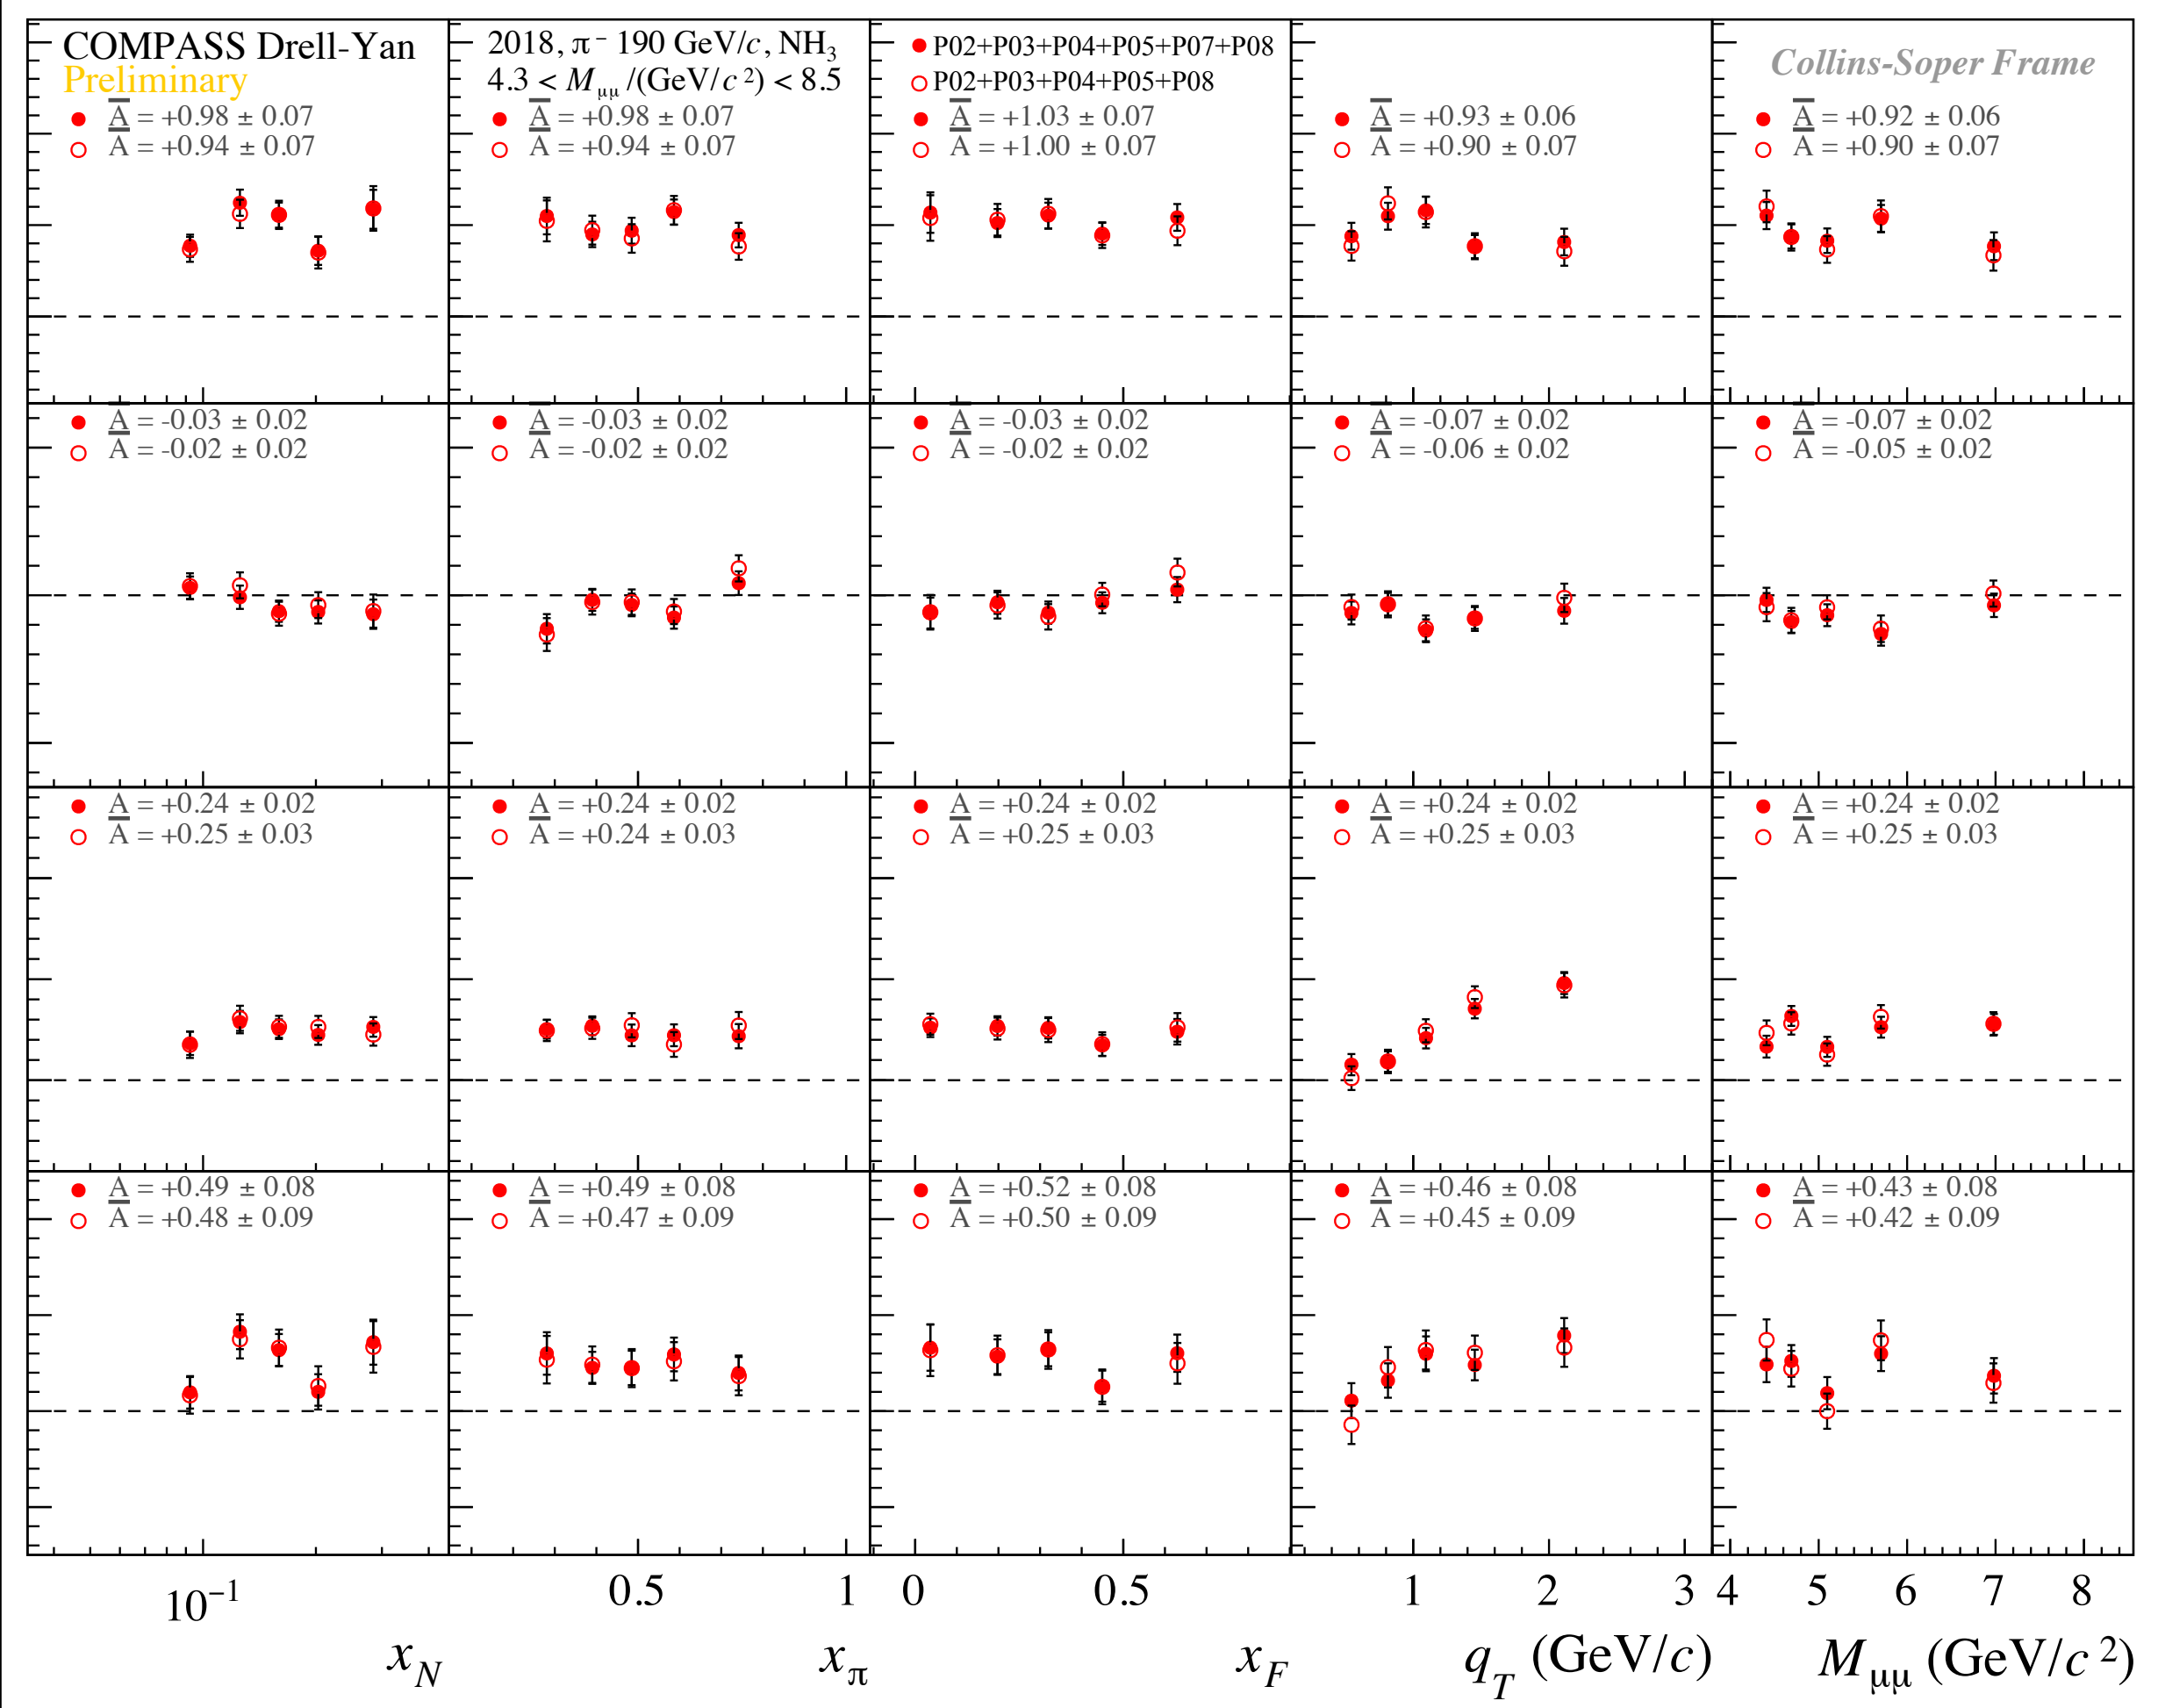 COMPASS Drell-Yan
Preliminary
2018, π⁻ 190 GeV/c, NH₃
4.3 < M_μμ /(GeV/c²) < 8.5
P02+P03+P04+P05+P07+P08
P02+P03+P04+P05+P08
Collins-Soper Frame
A̅ = +0.98 ± 0.07
A̅ = +0.94 ± 0.07
A̅ = +0.98 ± 0.07
A̅ = +0.94 ± 0.07
A̅ = +1.03 ± 0.07
A̅ = +1.00 ± 0.07
A̅ = +0.93 ± 0.06
A̅ = +0.90 ± 0.07
A̅ = +0.92 ± 0.06
A̅ = +0.90 ± 0.07
A̅ = -0.03 ± 0.02
A̅ = -0.02 ± 0.02
A̅ = -0.03 ± 0.02
A̅ = -0.02 ± 0.02
A̅ = -0.03 ± 0.02
A̅ = -0.02 ± 0.02
A̅ = -0.07 ± 0.02
A̅ = -0.06 ± 0.02
A̅ = -0.07 ± 0.02
A̅ = -0.05 ± 0.02
A̅ = +0.24 ± 0.02
A̅ = +0.25 ± 0.03
A̅ = +0.24 ± 0.02
A̅ = +0.24 ± 0.03
A̅ = +0.24 ± 0.02
A̅ = +0.25 ± 0.03
A̅ = +0.24 ± 0.02
A̅ = +0.25 ± 0.03
A̅ = +0.24 ± 0.02
A̅ = +0.25 ± 0.03
A̅ = +0.49 ± 0.08
A̅ = +0.48 ± 0.09
A̅ = +0.49 ± 0.08
A̅ = +0.47 ± 0.09
A̅ = +0.52 ± 0.08
A̅ = +0.50 ± 0.09
A̅ = +0.46 ± 0.08
A̅ = +0.45 ± 0.09
A̅ = +0.43 ± 0.08
A̅ = +0.42 ± 0.09
10⁻¹
0.5 1
0 0.5
1 2 3
4 5 6 7 8
x_N
x_π
x_F
q_T (GeV/c)
M_μμ (GeV/c²)